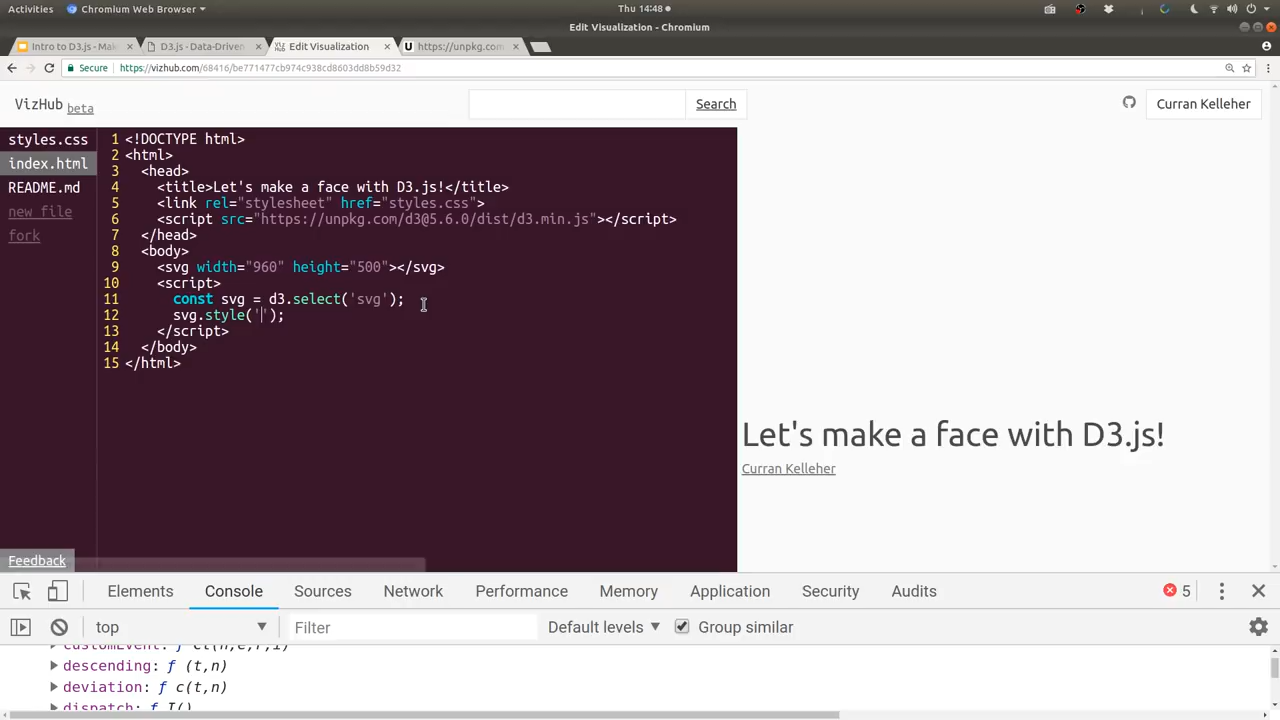 Activities
Chromium Web Browser
Thu 14:48
Edit Visualization - Chromium
Intro to D3.js - Mak
D3.js - Data-Driven
Edit Visualization
https://unpkg.com
Secure
https://vizhub.com/68416/be771477cb974c938cd8603dd8b59d32
VizHub beta
Search
Curran Kelleher
styles.css
index.html
README.md
new file
fork
1 <!DOCTYPE html>
2 <html>
3 <head>
4 <title>Let's make a face with D3.js!</title>
5 <link rel="stylesheet" href="styles.css">
6 <script src="https://unpkg.com/d3@5.6.0/dist/d3.min.js"></script>
7 </head>
8 <body>
9 <svg width="960" height="500"></svg>
10 <script>
11 const svg = d3.select('svg');
12 svg.style('');
13 </script>
14 </body>
15 </html>
Let's make a face with D3.js!
Curran Kelleher
Feedback
Elements
Console
Sources
Network
Performance
Memory
Application
Security
Audits
5
top
Filter
Default levels
Group similar
descending: ƒ (t,n)
deviation: ƒ c(t,n)
dispatch: ƒ I()